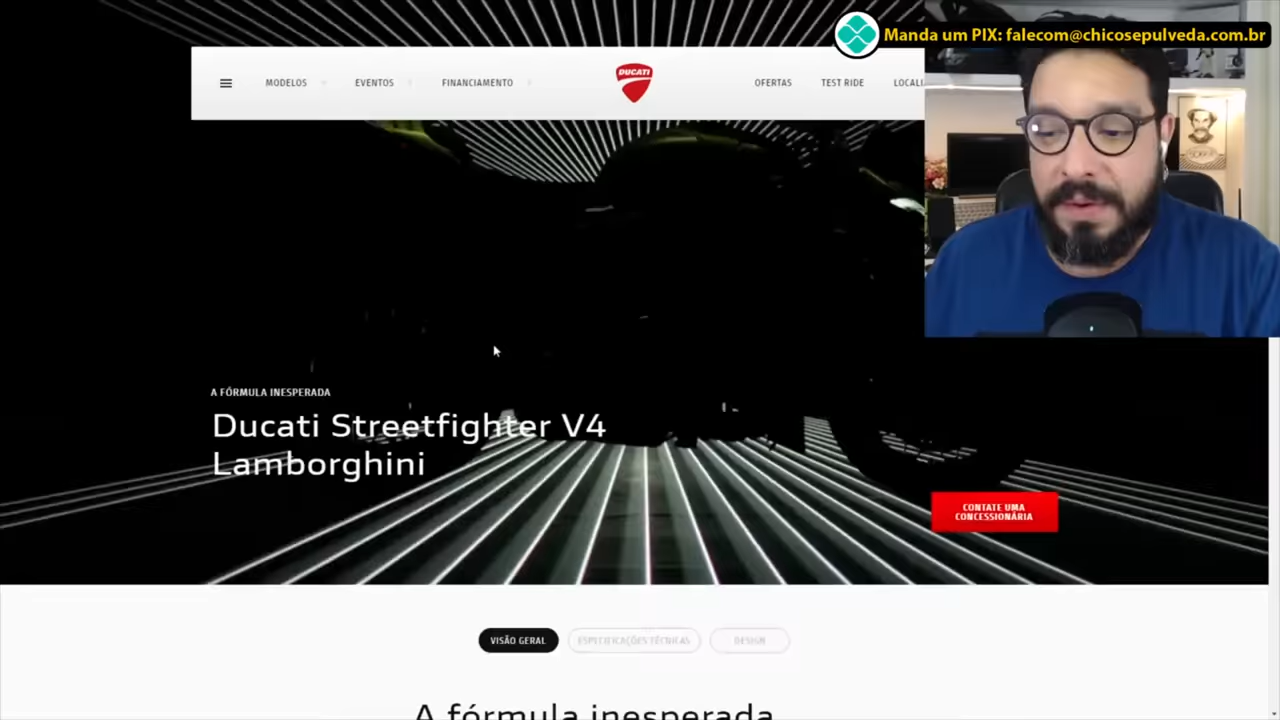 Manda um PIX: falecom@chicosepulveda.com.br
MODELOS
EVENTOS
FINANCIAMENTO
DUCATI
OFERTAS
TEST RIDE
LOCALI
A FÓRMULA INESPERADA
Ducati Streetfighter V4
Lamborghini
CONTATE UMA
CONCESSIONÁRIA
VISÃO GERAL
ESPECIFICAÇÕES TÉCNICAS
DESIGN
A fórmula inesperada